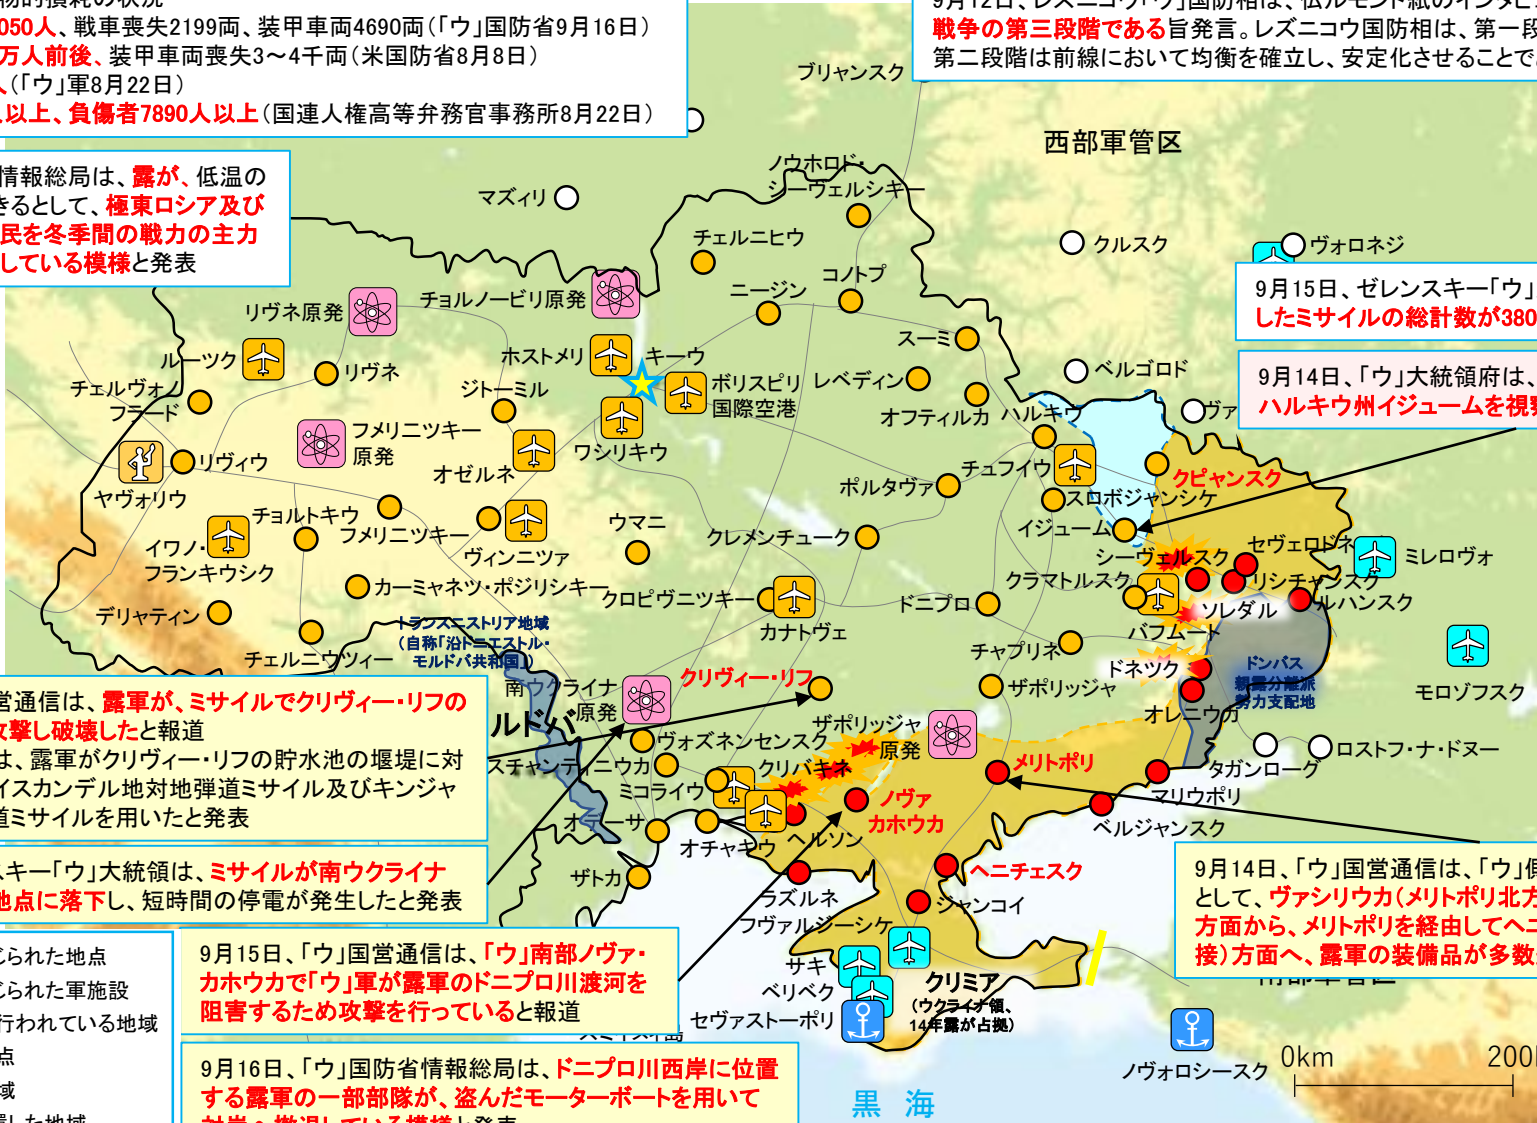 物的損耗の状況
050人、戦車喪失2199両、装甲車両4690両(「ウ」国防省9月16日)
万人前後、装甲車両喪失3～4千両(米国防省8月8日)
人(「ウ」軍8月22日)
人以上、負傷者7890人以上(国連人権高等弁務官事務所8月22日)
9月12日、レズニコウ「ウ」国防相は、仏ルモンド紙のインタビュ
戦争の第三段階である旨発言。レズニコウ国防相は、第一段
第二段階は前線において均衡を確立し、安定化させることで
ブリャンスク
西部軍管区
情報総局は、露が、低温の
きるとして、極東ロシア及び
民を冬季間の戦力の主力
している模様と発表
マズィリ
ノウホロド・
シーヴェルシキー
チェルニヒウ
クルスク
ヴォロネジ
コノトプ
ニージン
チョルノービリ原発
リヴネ原発
9月15日、ゼレンスキー「ウ」
したミサイルの総計数が380
スーミ
ホストメリ
キーウ
ルーツク
リヴネ
ベルゴロド
チェルヴォノ
フラード
ジトーミル
ボリスピリ
国際空港
レベディン
オフティルカ
ハルキウ
ヴァ
9月14日、「ウ」大統領府は、
ハルキウ州イジュームを視察
フメリニツキー
原発
ワシリキウ
リヴィウ
オゼルネ
チュフイウ
クピャンスク
ヤヴォリウ
ポルタヴァ
スロボジャンシケ
チョルトキウ
フメリニツキー
ウマニ
イジューム
イワノ・
フランキウシク
ヴィンニツァ
クレメンチューク
シーヴェルスク
セヴェロドネ
ミレロヴォ
カーミャネツ・ポジリシキー
クロピヴニツキー
クラマトルスク
リシチャンスク
ルハンスク
デリャティン
ドニプロ
ソレダル
トランスニストリア地域
(自称「沿ドニエストル・
モルドバ共和国」)
カナトヴェ
バフムート
チェルニウツィー
チャプリネ
ドネツク
ドンバス
親露分離派
勢力支配地
モロゾフスク
南ウクライナ
原発
クリヴィー・リフ
ザポリッジャ
オレニウカ
営通信は、露軍が、ミサイルでクリヴィー・リフの
攻撃し破壊したと報道
は、露軍がクリヴィー・リフの貯水池の堰堤に対
イスカンデル地対地弾道ミサイル及びキンジャ
道ミサイルを用いたと発表
ルドバ
ザポリッジャ
原発
ヴォズネンセンスク
スチャンティニウカ
クリバキネ
メリトポリ
タガンローグ
ロストフ・ナ・ドヌー
ミコライウ
マリウポリ
ノヴァ
カホウカ
ベルジャンスク
オデーサ
オチャキウ
ヘルソン
スキー「ウ」大統領は、ミサイルが南ウクライナ
地点に落下し、短時間の停電が発生したと発表
ザトカ
ヘニチェスク
ラズルネ
ジャンコイ
9月14日、「ウ」国営通信は、「ウ」側
として、ヴァシリウカ(メリトポリ北方
方面から、メリトポリを経由してヘニ
接)方面へ、露軍の装備品が多数
フヴァルジーシケ
じられた地点
じられた軍施設
行われている地域
点
域
9月15日、「ウ」国営通信は、「ウ」南部ノヴァ・
カホウカで「ウ」軍が露軍のドニプロ川渡河を
阻害するため攻撃を行っていると報道
サキ
ベリベク
セヴァストーポリ
クリミア
(ウクライナ領、
14年露が占拠)
南部軍管区
9月16日、「ウ」国防省情報総局は、ドニプロ川西岸に位置
する露軍の一部部隊が、盗んだモーターボートを用いて
ノヴォロシースク
0km
200
黒 海